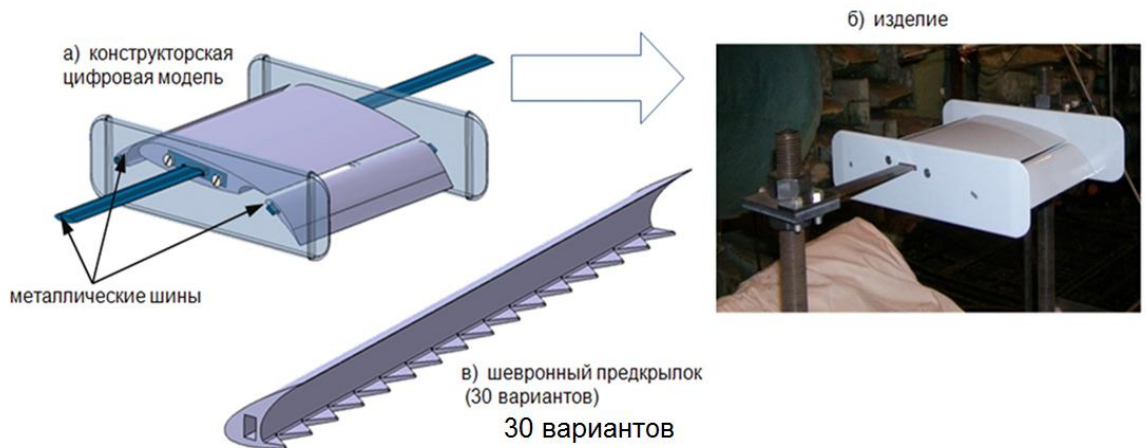 а) конструкторская
цифровая модель
б) изделие
металлические шины
в) шевронный предкрылок
(30 вариантов)
30 вариантов